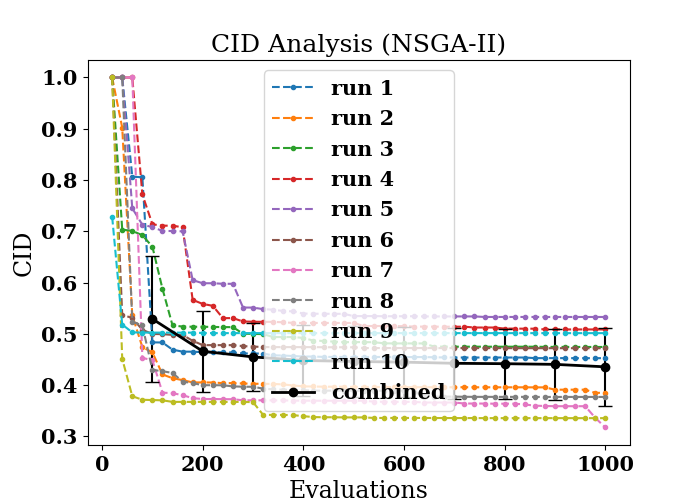 CID Analysis (NSGA-II)
1.0
0.9
0.8
0.7
0.6
0.5
0.4
0.3
CID
run 1
run 2
run 3
run 4
run 5
run 6
run 7
run 8
run 9
run 10
combined
0 200 400 600 800 1000
Evaluations